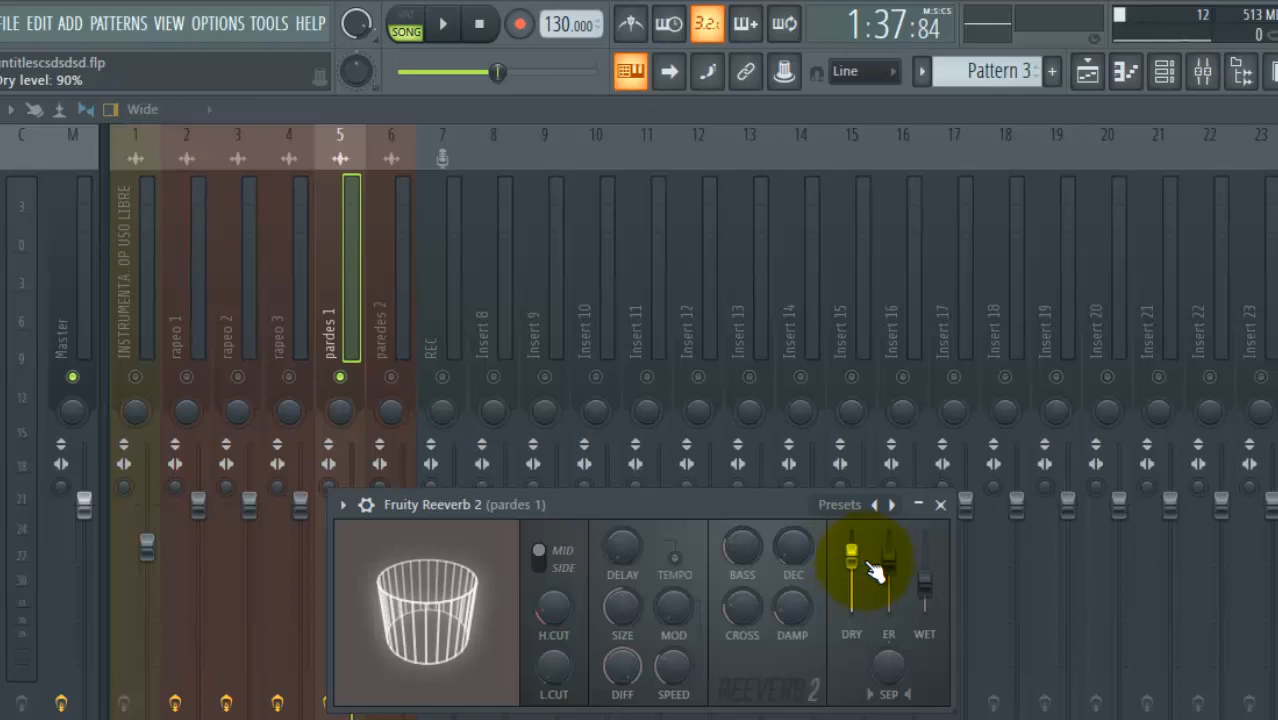 FILE EDIT ADD PATTERNS VIEW OPTIONS TOOLS HELP
PAT
SONG
130.000
3.2.
1:37:84
M:S:CS
12
513 M
0
untitlescsdsdsd.flp
Dry level: 90%
Line
Pattern 3
Wide
C M 1 2 3 4 5 6 7 8 9 10 11 12 13 14 15 16 17 18 19 20 21 22 23
3
0
3
6
9
12
15
18
21
24
27
30
Master
INSTRUMENTA. OP USO LIBRE
rapeo 1
rapeo 2
rapeo 3
pardes 1
paredes 2
REC
Insert 8
Insert 9
Insert 10
Insert 11
Insert 12
Insert 13
Insert 14
Insert 15
Insert 16
Insert 17
Insert 18
Insert 19
Insert 20
Insert 21
Insert 22
Insert 23
Fruity Reeverb 2 (pardes 1)
Presets
MID
SIDE
H.CUT
L.CUT
DELAY TEMPO
SIZE MOD
DIFF SPEED
BASS DEC
CROSS DAMP
REEVERB 2
DRY ER WET
SEP